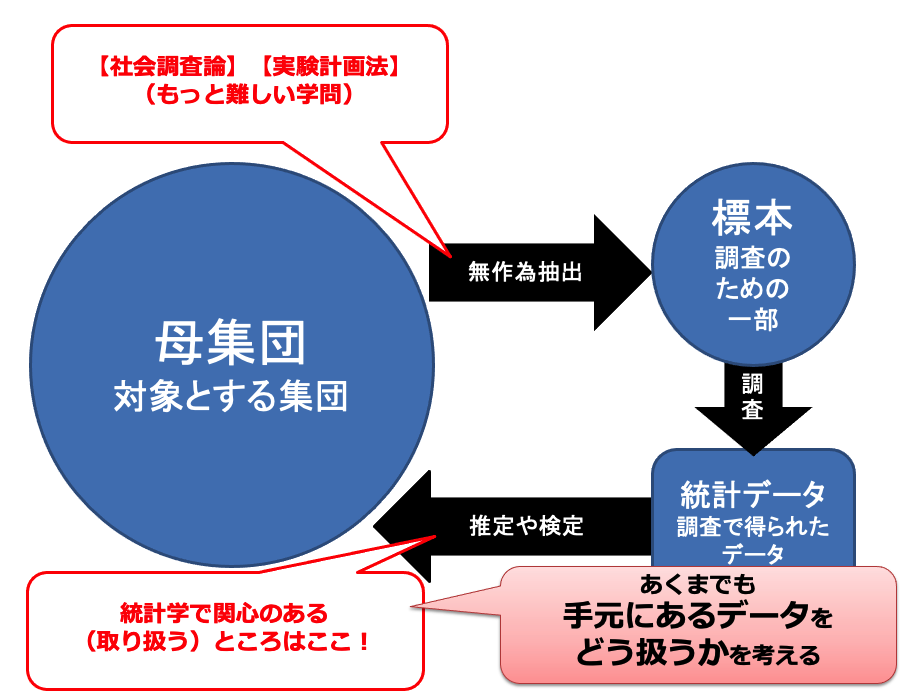 【社会調査論】【実験計画法】
（もっと難しい学問）
母集団
対象とする集団
無作為抽出
標本
調査の
ための
一部
調
査
統計データ
調査で得られた
データ
推定や検定
統計学で関心のある
（取り扱う）ところはここ！
あくまでも
手元にあるデータを
どう扱うかを考える